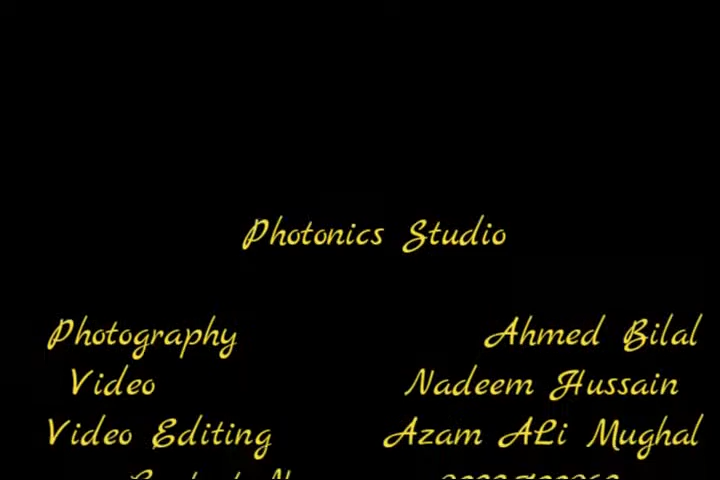 Photonics Studio
Photography Ahmed Bilal
Video Nadeem Hussain
Video Editing Azam ALi Mughal